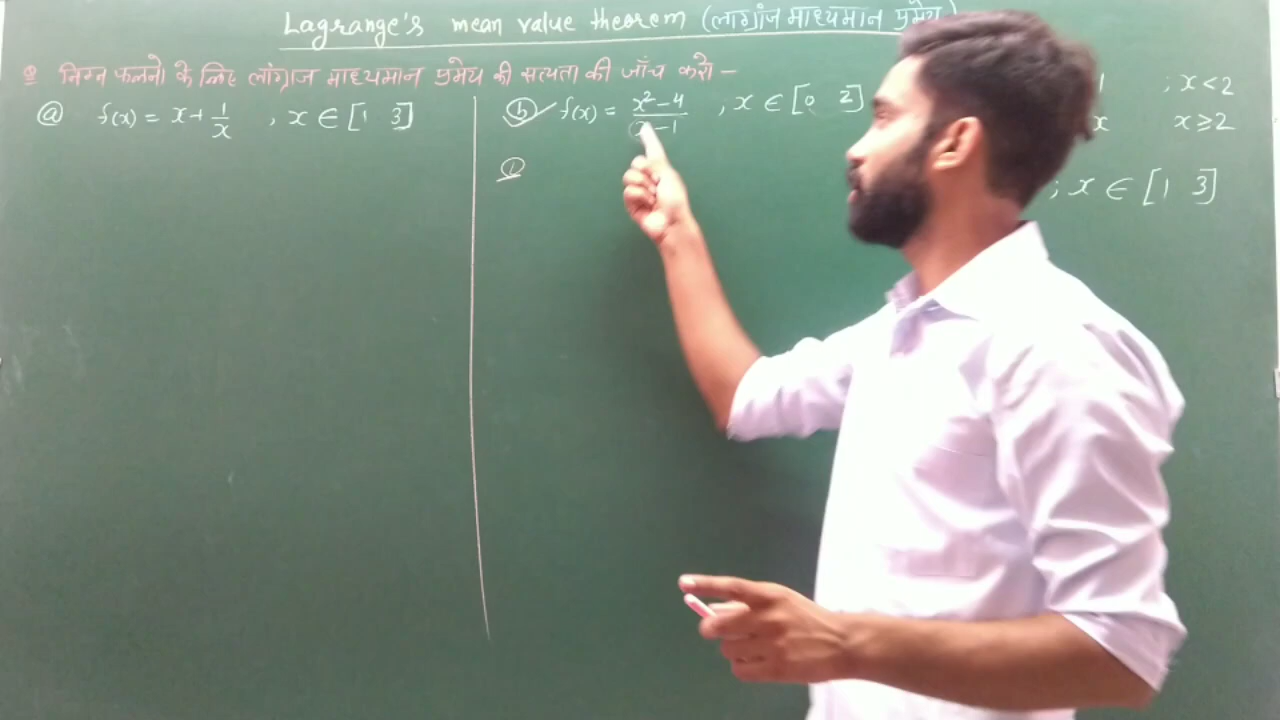 Lagrange's mean value theorem (लाग्रांज माध्यमान प्रमेय)
Q निम्न फलनो के लिए लांग्राज माध्यमान प्रमेय की सत्यता की जाँच करो –
ⓐ f(x) = x + 1/x , x ∈ [1 3]
ⓑ f(x) = (x² - 4)/(x - 1) , x ∈ [0 2]
①
1 ; x < 2
x x ≥ 2
; x ∈ [1 3]